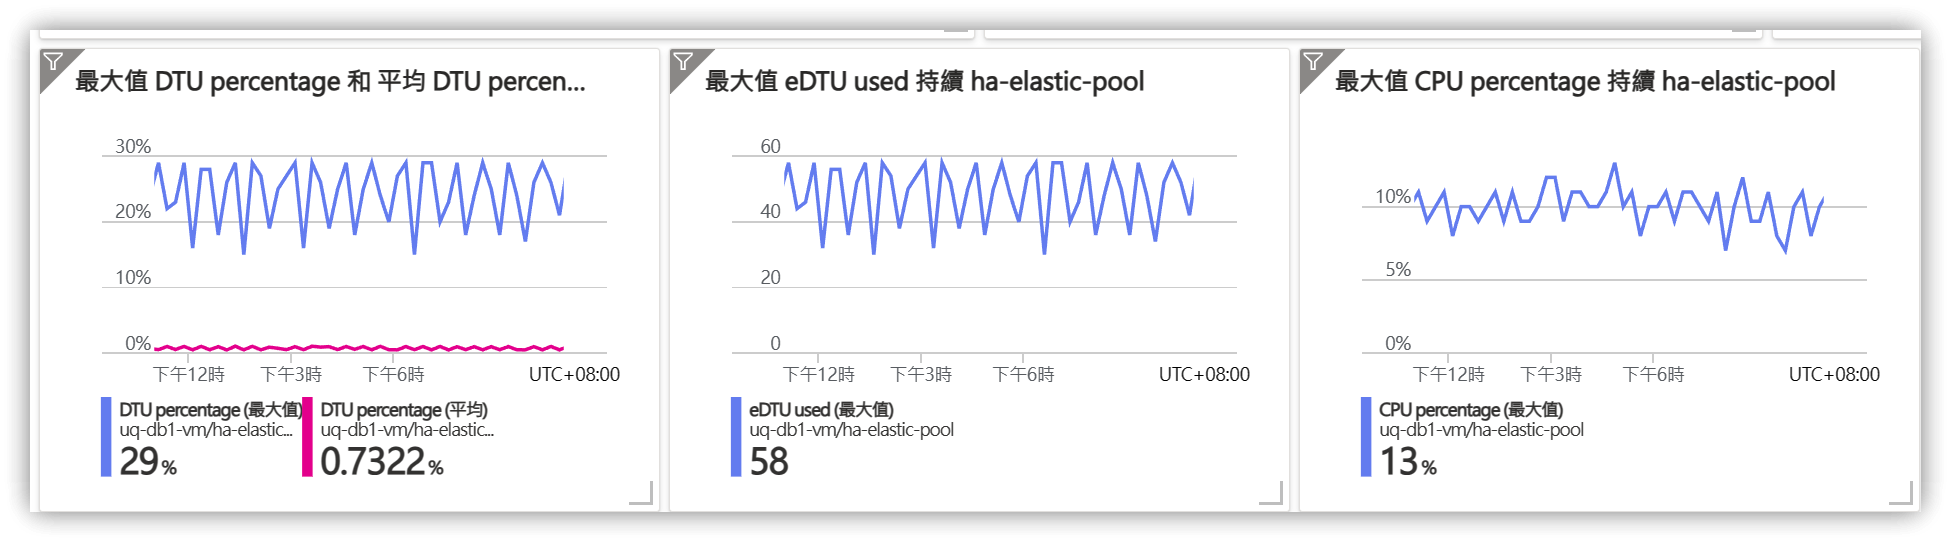 最大值 DTU percentage 和 平均 DTU percen...
30%
20%
10%
0%
下午12時 下午3時 下午6時 UTC+08:00
DTU percentage (最大值)
uq-db1-vm/ha-elastic...
29 %
DTU percentage (平均)
uq-db1-vm/ha-elastic...
0.7322 %
最大值 eDTU used 持續 ha-elastic-pool
60
40
20
0
下午12時 下午3時 下午6時 UTC+08:00
eDTU used (最大值)
uq-db1-vm/ha-elastic-pool
58
最大值 CPU percentage 持續 ha-elastic-pool
10%
5%
0%
下午12時 下午3時 下午6時 UTC+08:00
CPU percentage (最大值)
uq-db1-vm/ha-elastic-pool
13 %